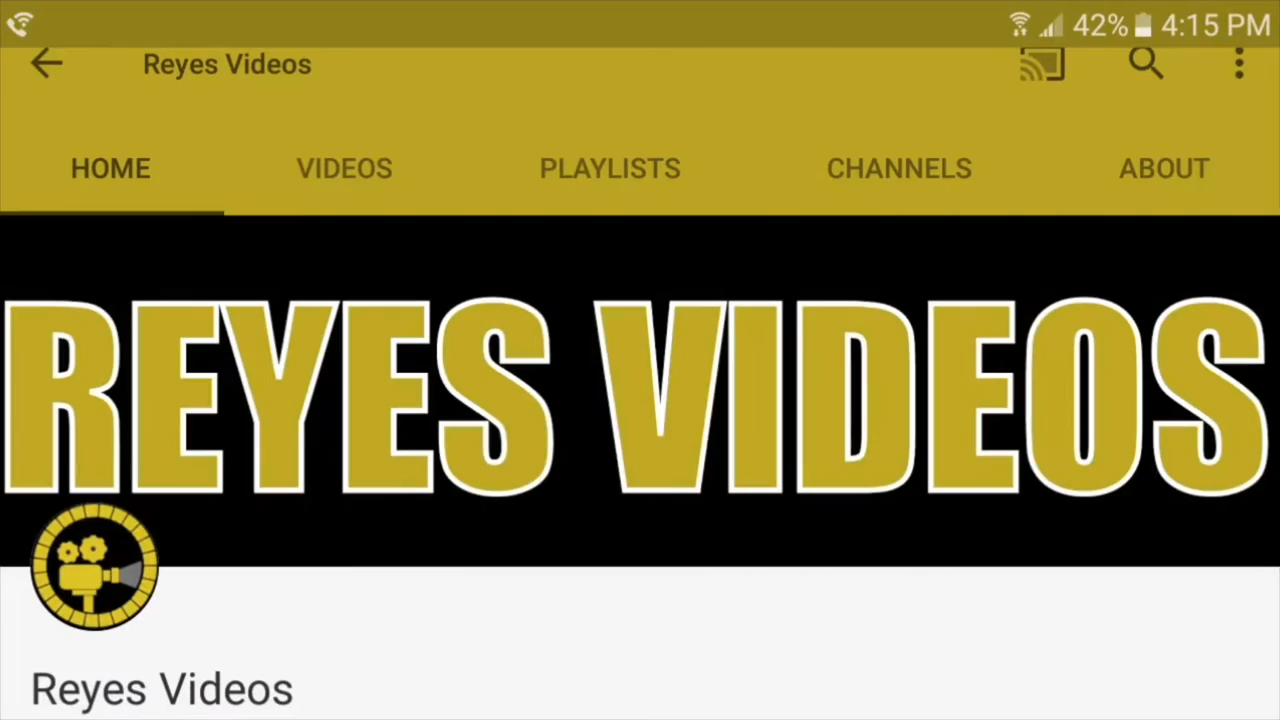 42% 4:15 PM
Reyes Videos
HOME VIDEOS PLAYLISTS CHANNELS ABOUT
REYES VIDEOS
Reyes Videos